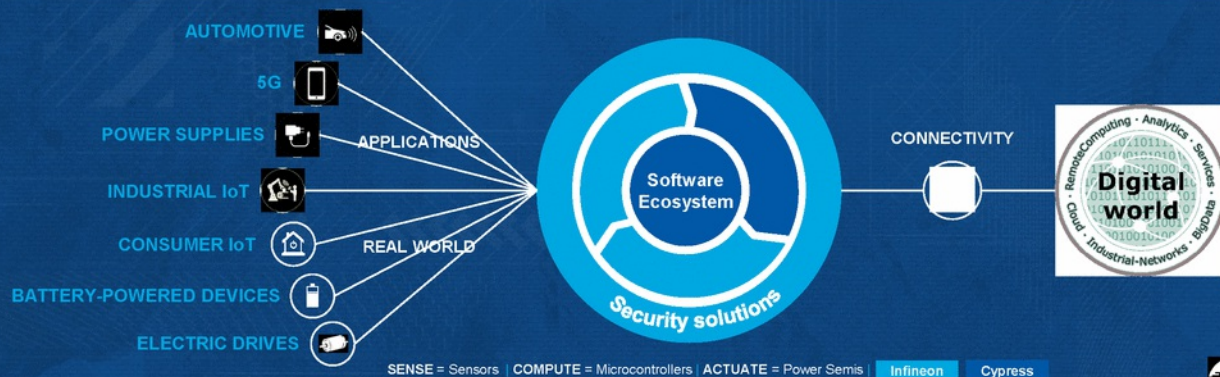 AUTOMOTIVE
5G
POWER SUPPLIES
APPLICATIONS
INDUSTRIAL IoT
CONSUMER IoT
REAL WORLD
BATTERY-POWERED DEVICES
ELECTRIC DRIVES
Software
Ecosystem
Security solutions
CONNECTIVITY
Cloud · RemoteComputing · Analytics · Services · BigData · Industrial-Networks ·
Digital
world
SENSE = Sensors | COMPUTE = Microcontrollers | ACTUATE = Power Semis | Infineon Cypress